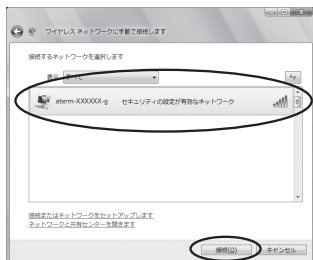 ワイヤレス ネットワークに手動で接続します
接続するネットワークを選択します
表示 すべて
aterm-XXXXXX-g セキュリティの設定が有効なネットワーク
接続またはネットワークをセットアップします
ネットワークと共有センターを開きます
接続(O) キャンセル